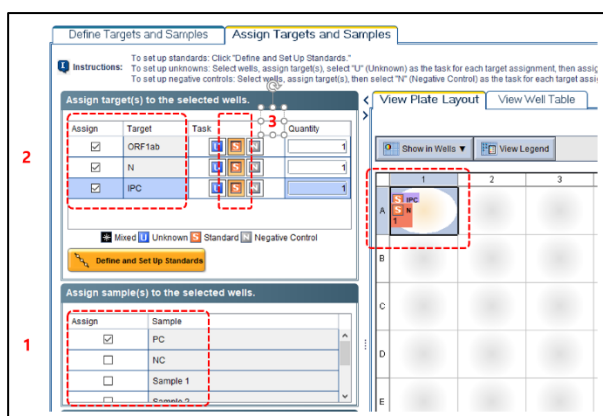 Define Targets and Samples
Assign Targets and Samples
Instructions:
To set up standards: Click "Define and Set Up Standards."
To set up unknowns: Select wells, assign target(s), select "U" (Unknown) as the task for each target assignment, then assig
To set up negative controls: Select wells, assign target(s), then select "N" (Negative Control) as the task for each target assig
Assign target(s) to the selected wells.
3
Assign Target Task Quantity
ORF1ab U S N 1
2
N U S N 1
IPC U S N 1
Mixed U Unknown S Standard N Negative Control
Define and Set Up Standards
Assign sample(s) to the selected wells.
Assign Sample
1
PC
NC
Sample 1
Sample 2
View Plate Layout
View Well Table
Show in Wells ▼
View Legend
1 2 3
A
S IPC
S N
1
B
C
D
E